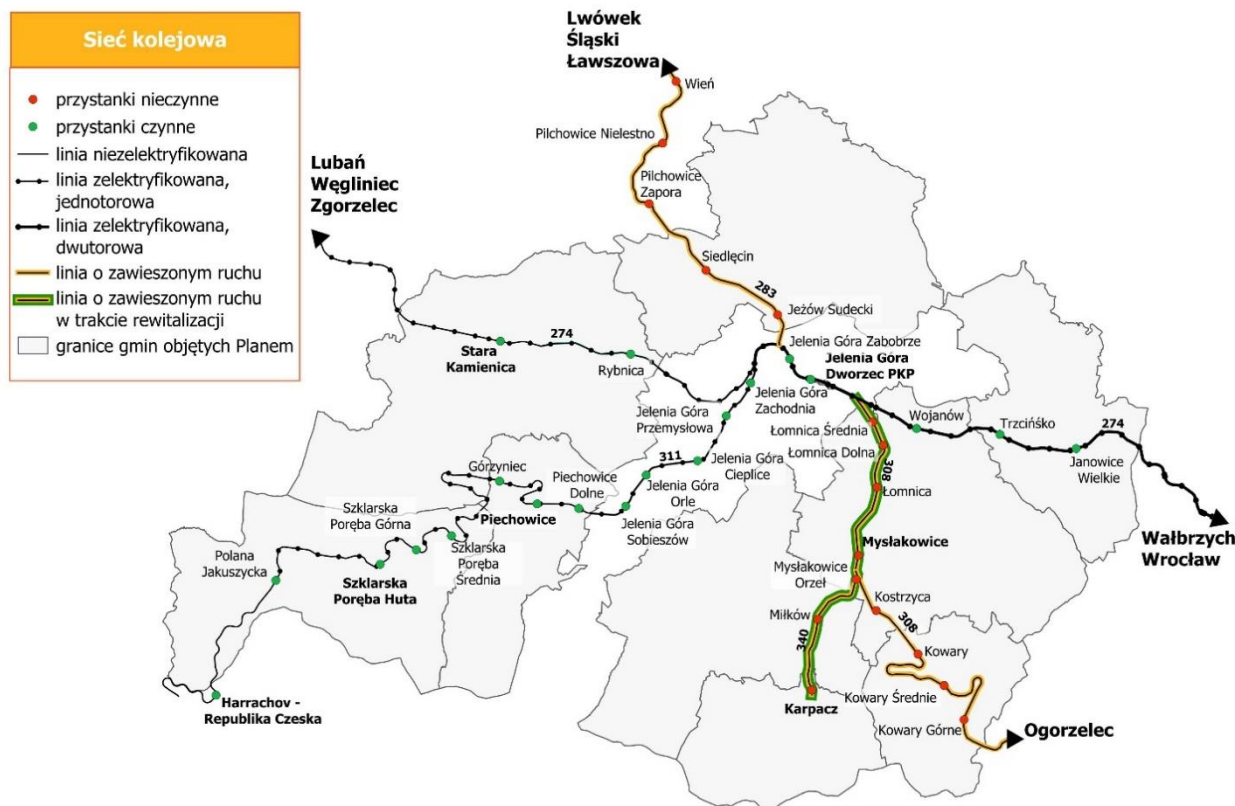 Sieć kolejowa
przystanki nieczynne
przystanki czynne
linia niezelektryfikowana
linia zelektryfikowana,
jednotorowa
linia zelektryfikowana,
dwutorowa
linia o zawieszonym ruchu
linia o zawieszonym ruchu
w trakcie rewitalizacji
granice gmin objętych Planem
Lwówek
Śląski
Ławszowa
Wień
Pilchowice Nielestno
Pilchowice
Zapora
Siedlęcin
283
Jeżów Sudecki
Lubań
Węgliniec
Zgorzelec
274
Stara
Kamienica
Rybnica
Jelenia Góra Zabobrze
Jelenia Góra
Dworzec PKP
Jelenia Góra
Zachodnia
Jelenia Góra
Przemysłowa
Łomnica Średnia
Łomnica Dolna
308
Łomnica
Wojanów
Trzcińśko
274
Janowice
Wielkie
Wałbrzych
Wrocław
311
Jelenia Góra
Cieplice
Jelenia Góra
Orle
Jelenia Góra
Sobieszów
Piechowice
Dolne
Piechowice
Górzyniec
Szklarska
Poręba Górna
Szklarska
Poręba
Średnia
Szklarska
Poręba Huta
Polana
Jakuszycka
Harrachov -
Republika Czeska
Mysłakowice
Mysłakowice
Orzeł
Kostrzyca
308
Miłków
340
Karpacz
Kowary
Kowary Średnie
Kowary Górne
Ogorzelec